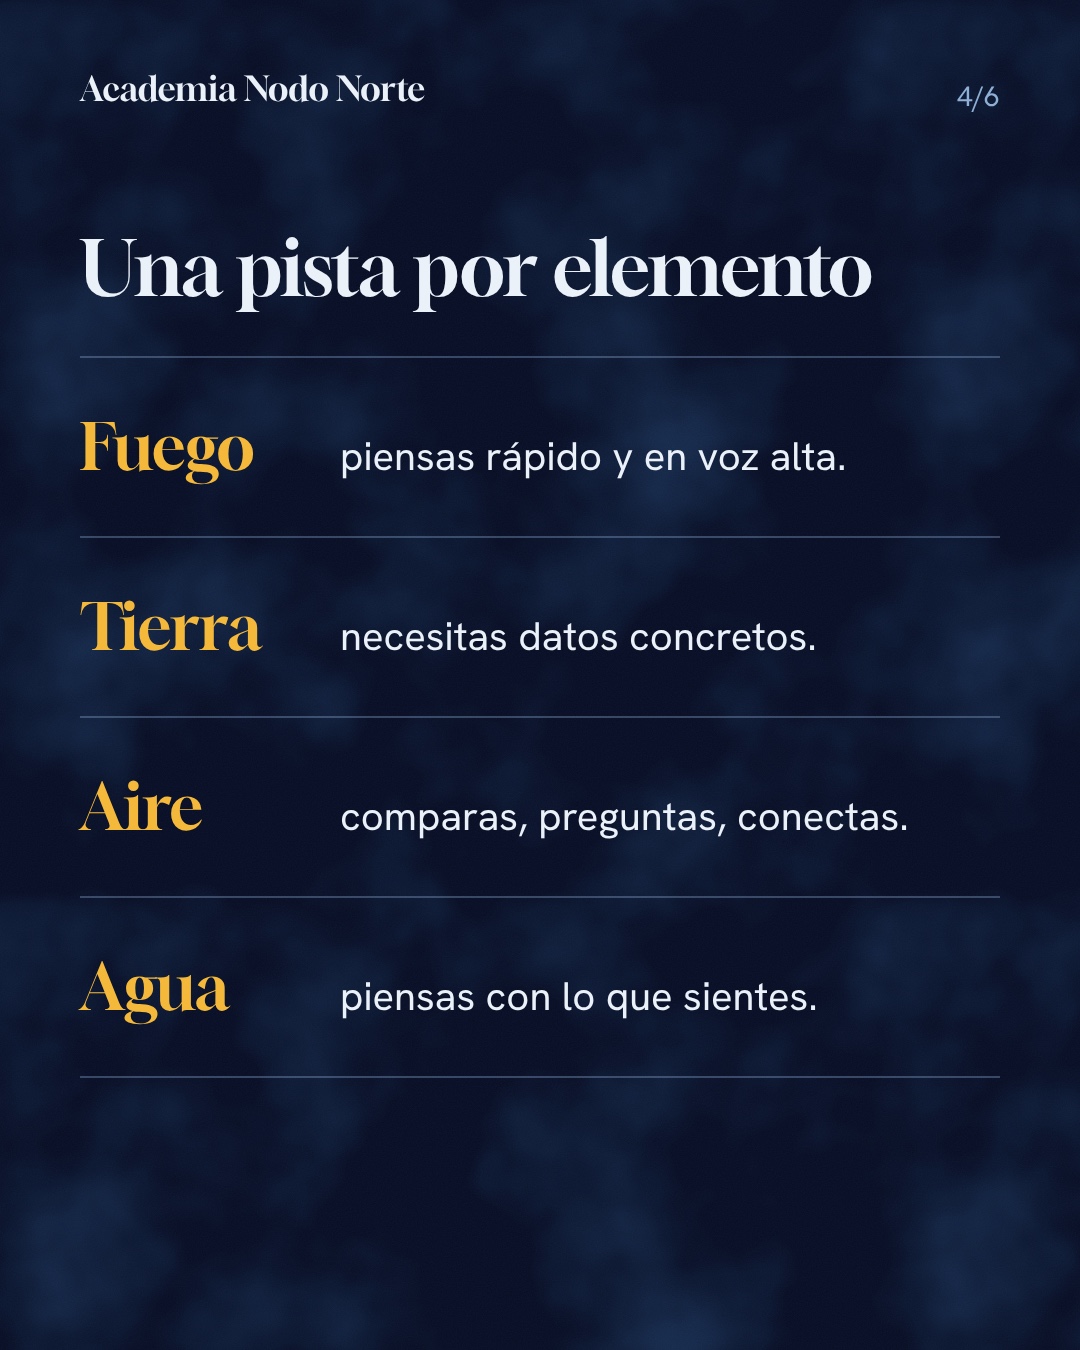 Academia Nodo Norte
4/6
Una pista por elemento
Fuego
piensas rápido y en voz alta.
Tierra
necesitas datos concretos.
Aire
comparas, preguntas, conectas.
Agua
piensas con lo que sientes.